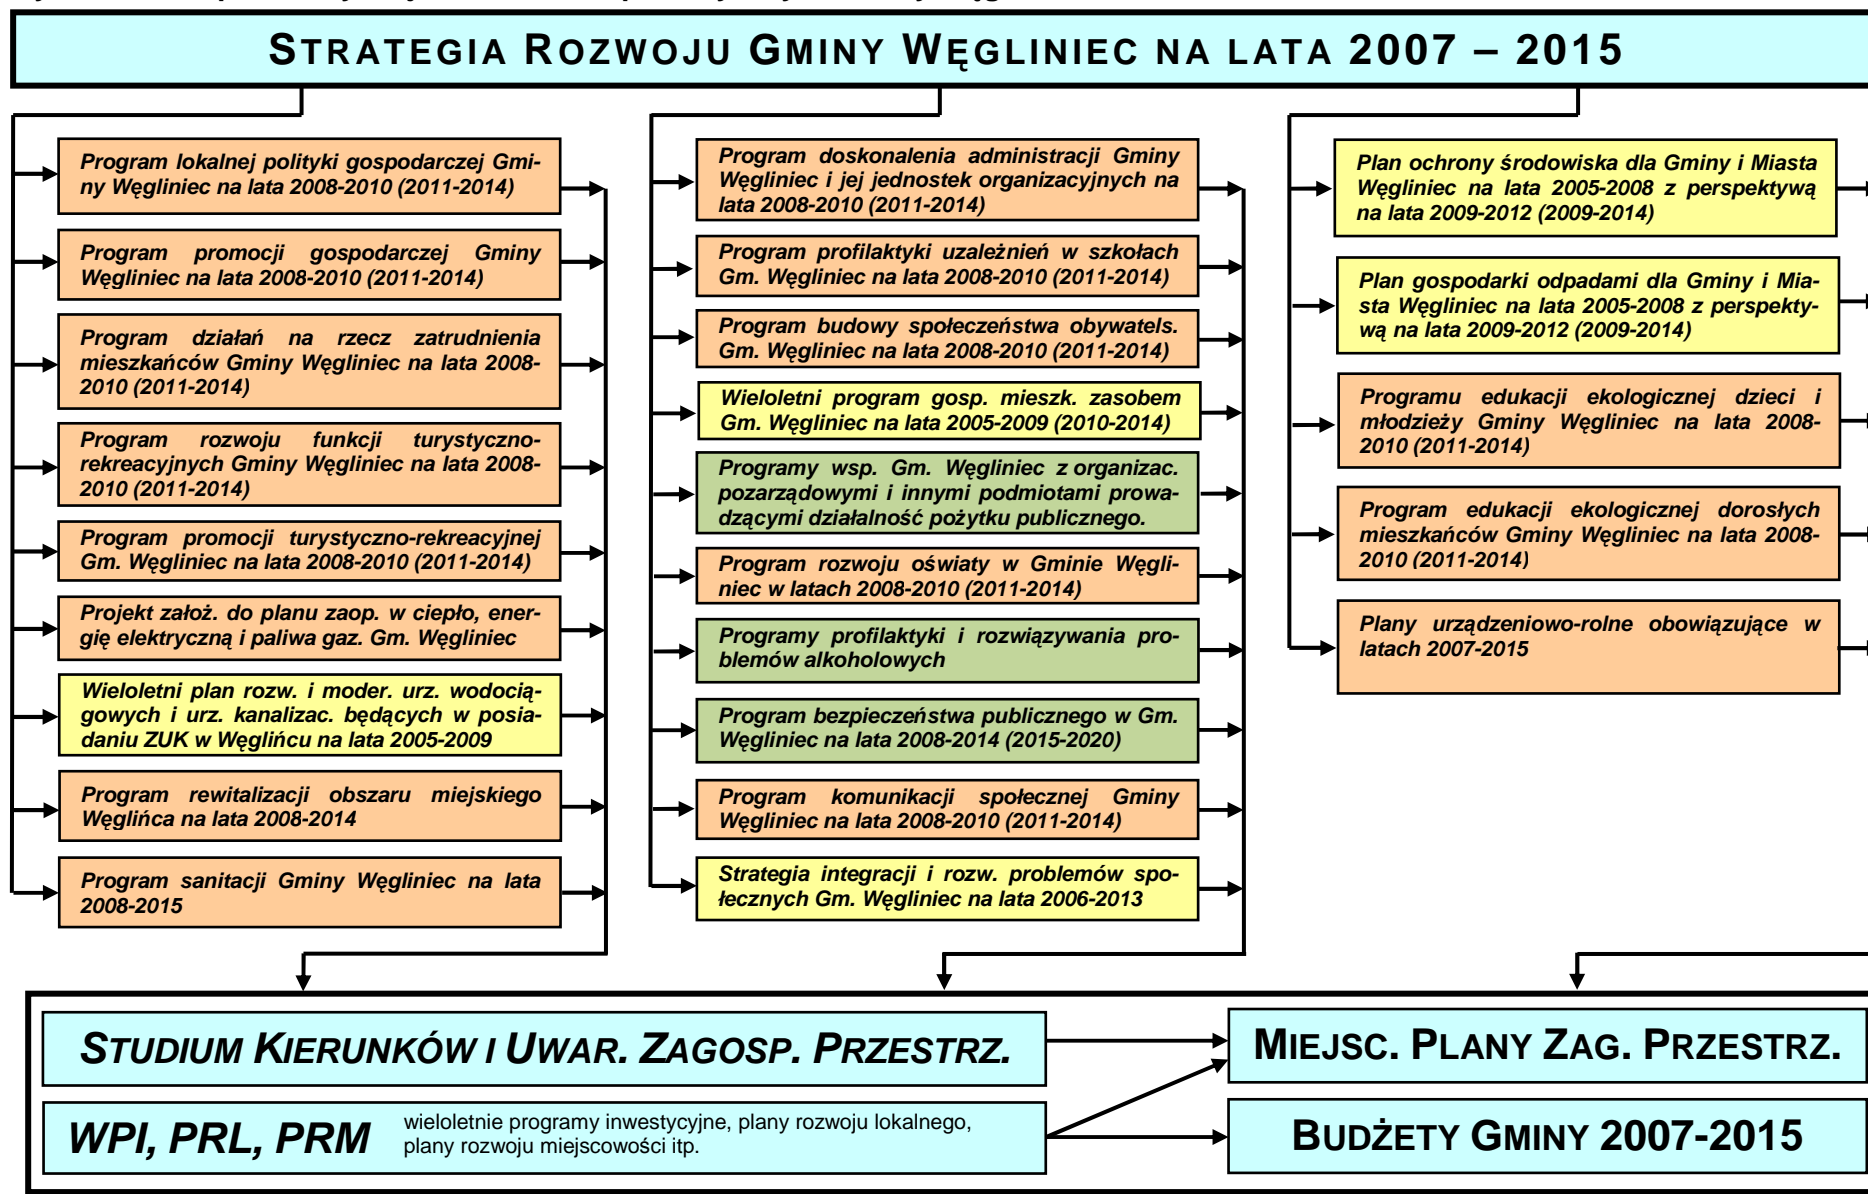 STRATEGIA ROZWOJU GMINY WĘGLINIEC NA LATA 2007 – 2015
Program lokalnej polityki gospodarczej Gmi-
ny Węgliniec na lata 2008-2010 (2011-2014)
Program promocji gospodarczej Gminy
Węgliniec na lata 2008-2010 (2011-2014)
Program działań na rzecz zatrudnienia
mieszkańców Gminy Węgliniec na lata 2008-
2010 (2011-2014)
Program rozwoju funkcji turystyczno-
rekreacyjnych Gminy Węgliniec na lata 2008-
2010 (2011-2014)
Program promocji turystyczno-rekreacyjnej
Gm. Węgliniec na lata 2008-2010 (2011-2014)
Projekt założ. do planu zaop. w ciepło, ener-
gię elektryczną i paliwa gaz. Gm. Węgliniec
Wieloletni plan rozw. i moder. urz. wodocią-
gowych i urz. kanalizac. będących w posia-
daniu ZUK w Węglińcu na lata 2005-2009
Program rewitalizacji obszaru miejskiego
Węglińca na lata 2008-2014
Program sanitacji Gminy Węgliniec na lata
2008-2015
Program doskonalenia administracji Gminy
Węgliniec i jej jednostek organizacyjnych na
lata 2008-2010 (2011-2014)
Program profilaktyki uzależnień w szkołach
Gm. Węgliniec na lata 2008-2010 (2011-2014)
Program budowy społeczeństwa obywatels.
Gm. Węgliniec na lata 2008-2010 (2011-2014)
Wieloletni program gosp. mieszk. zasobem
Gm. Węgliniec na lata 2005-2009 (2010-2014)
Programy wsp. Gm. Węgliniec z organizac.
pozarządowymi i innymi podmiotami prowa-
dzącymi działalność pożytku publicznego.
Program rozwoju oświaty w Gminie Węgli-
niec w latach 2008-2010 (2011-2014)
Programy profilaktyki i rozwiązywania pro-
blemów alkoholowych
Program bezpieczeństwa publicznego w Gm.
Węgliniec na lata 2008-2014 (2015-2020)
Program komunikacji społecznej Gminy
Węgliniec na lata 2008-2010 (2011-2014)
Strategia integracji i rozw. problemów spo-
łecznych Gm. Węgliniec na lata 2006-2013
Plan ochrony środowiska dla Gminy i Miasta
Węgliniec na lata 2005-2008 z perspektywą
na lata 2009-2012 (2009-2014)
Plan gospodarki odpadami dla Gminy i Mia-
sta Węgliniec na lata 2005-2008 z perspekty-
wą na lata 2009-2012 (2009-2014)
Programu edukacji ekologicznej dzieci i
młodzieży Gminy Węgliniec na lata 2008-
2010 (2011-2014)
Program edukacji ekologicznej dorosłych
mieszkańców Gminy Węgliniec na lata 2008-
2010 (2011-2014)
Plany urządzeniowo-rolne obowiązujące w
latach 2007-2015
STUDIUM KIERUNKÓW I UWAR. ZAGOSP. PRZESTRZ.
MIEJSC. PLANY ZAG. PRZESTRZ.
WPI, PRL, PRM
wieloletnie programy inwestycyjne, plany rozwoju lokalnego,
plany rozwoju miejscowości itp.
BUDŻETY GMINY 2007-2015